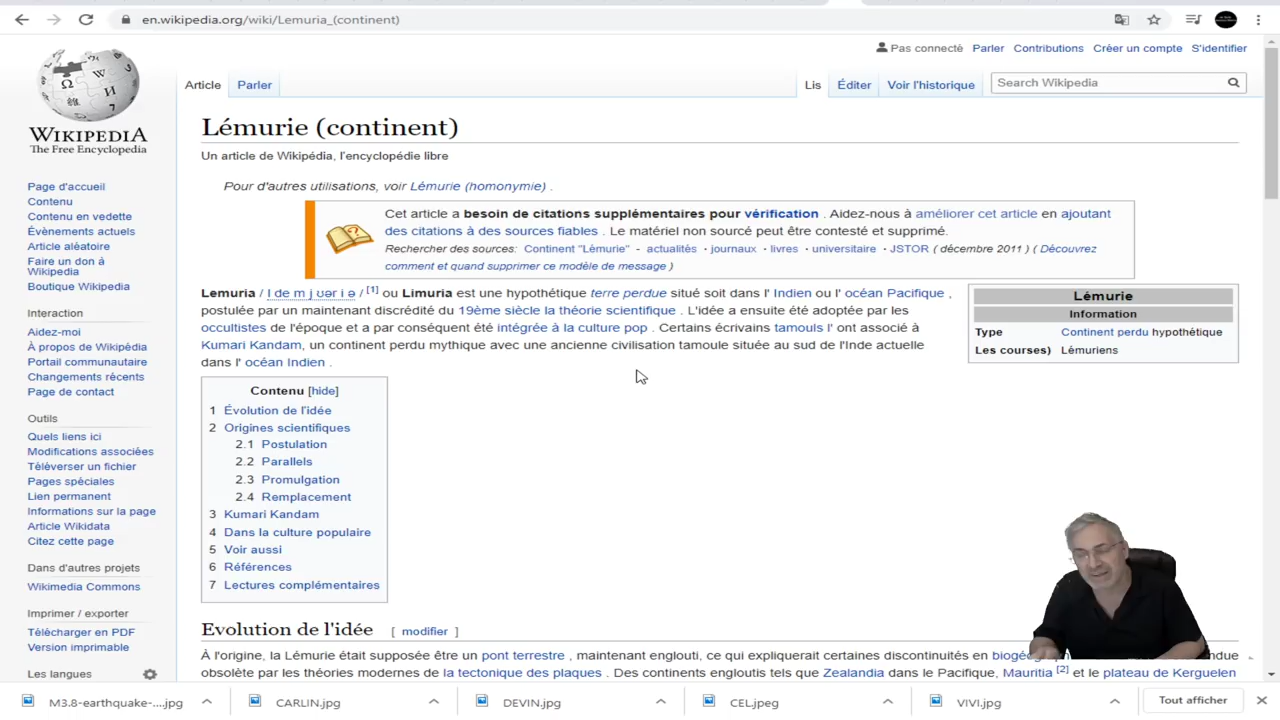 en.wikipedia.org/wiki/Lemuria_(continent)
Pas connecté Parler Contributions Créer un compte S'identifier
Article Parler Lis Éditer Voir l'historique Search Wikipedia
WIKIPEDIA
The Free Encyclopedia
Page d'accueil
Contenu
Contenu en vedette
Évènements actuels
Article aléatoire
Faire un don à
Wikipedia
Boutique Wikipedia
Interaction
Aidez-moi
À propos de Wikipédia
Portail communautaire
Changements récents
Page de contact
Outils
Quels liens ici
Modifications associées
Téléverser un fichier
Pages spéciales
Lien permanent
Informations sur la page
Article Wikidata
Citez cette page
Dans d'autres projets
Wikimedia Commons
Imprimer / exporter
Télécharger en PDF
Version imprimable
Les langues
Lémurie (continent)
Un article de Wikipédia, l'encyclopédie libre
Pour d'autres utilisations, voir Lémurie (homonymie) .
Cet article a besoin de citations supplémentaires pour vérification . Aidez-nous à améliorer cet article en ajoutant
des citations à des sources fiables . Le matériel non sourcé peut être contesté et supprimé.
Rechercher des sources: Continent "Lémurie" - actualités · journaux · livres · universitaire · JSTOR ( décembre 2011 ) ( Découvrez
comment et quand supprimer ce modèle de message )
Lemuria / l de m j ʊər i ə / [1] ou Limuria est une hypothétique terre perdue situé soit dans l' Indien ou l' océan Pacifique ,
postulée par un maintenant discrédité du 19ème siècle la théorie scientifique . L'idée a ensuite été adoptée par les
occultistes de l'époque et a par conséquent été intégrée à la culture pop . Certains écrivains tamouls l' ont associé à
Kumari Kandam, un continent perdu mythique avec une ancienne civilisation tamoule située au sud de l'Inde actuelle
dans l' océan Indien .
Lémurie
Information
Type Continent perdu hypothétique
Les courses) Lémuriens
Contenu [hide]
1 Évolution de l'idée
2 Origines scientifiques
2.1 Postulation
2.2 Parallels
2.3 Promulgation
2.4 Remplacement
3 Kumari Kandam
4 Dans la culture populaire
5 Voir aussi
6 Références
7 Lectures complémentaires
Evolution de l'idée [ modifier ]
À l'origine, la Lémurie était supposée être un pont terrestre , maintenant englouti, ce qui expliquerait certaines discontinuités en
obsolète par les théories modernes de la tectonique des plaques . Des continents engloutis tels que Zealandia dans le Pacifique, Mauritia [2] et le plateau de Kerguelen
M3.8-earthquake-....jpg CARLIN.jpg DEVIN.jpg CEL.jpeg VIVI.jpg Tout afficher